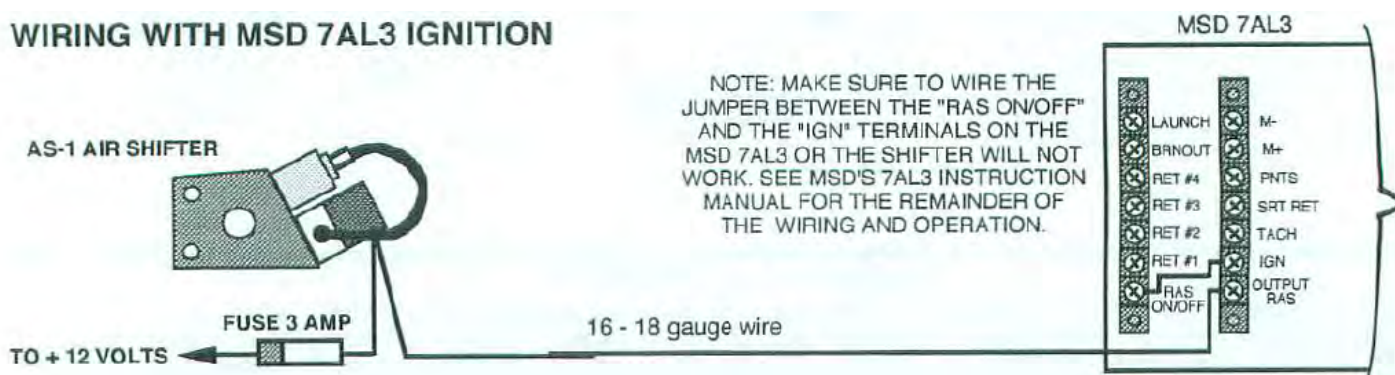 WIRING WITH MSD 7AL3 IGNITION
MSD 7AL3
NOTE: MAKE SURE TO WIRE THE
JUMPER BETWEEN THE "RAS ON/OFF"
AND THE "IGN" TERMINALS ON THE
MSD 7AL3 OR THE SHIFTER WILL NOT
WORK. SEE MSD'S 7AL3 INSTRUCTION
MANUAL FOR THE REMAINDER OF
THE WIRING AND OPERATION.
AS-1 AIR SHIFTER
LAUNCH
BRNOUT
RET #4
RET #3
RET #2
RET #1
RAS
ON/OFF
M-
M+
PNTS
SRT RET
TACH
IGN
OUTPUT
RAS
FUSE 3 AMP
16 - 18 gauge wire
TO + 12 VOLTS